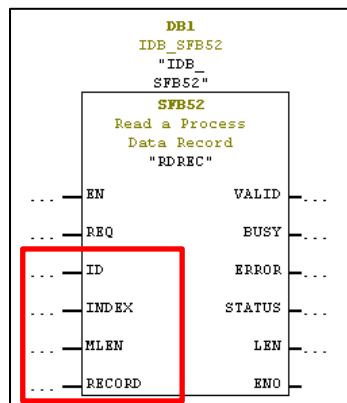 DB1
IDB_SFB52
"IDB_
SFB52"
SFB52
Read a Process
Data Record
"RDREC"
... EN VALID ...
... REQ BUSY ...
... ID ERROR ...
... INDEX STATUS ...
... MLEN LEN ...
... RECORD ENO